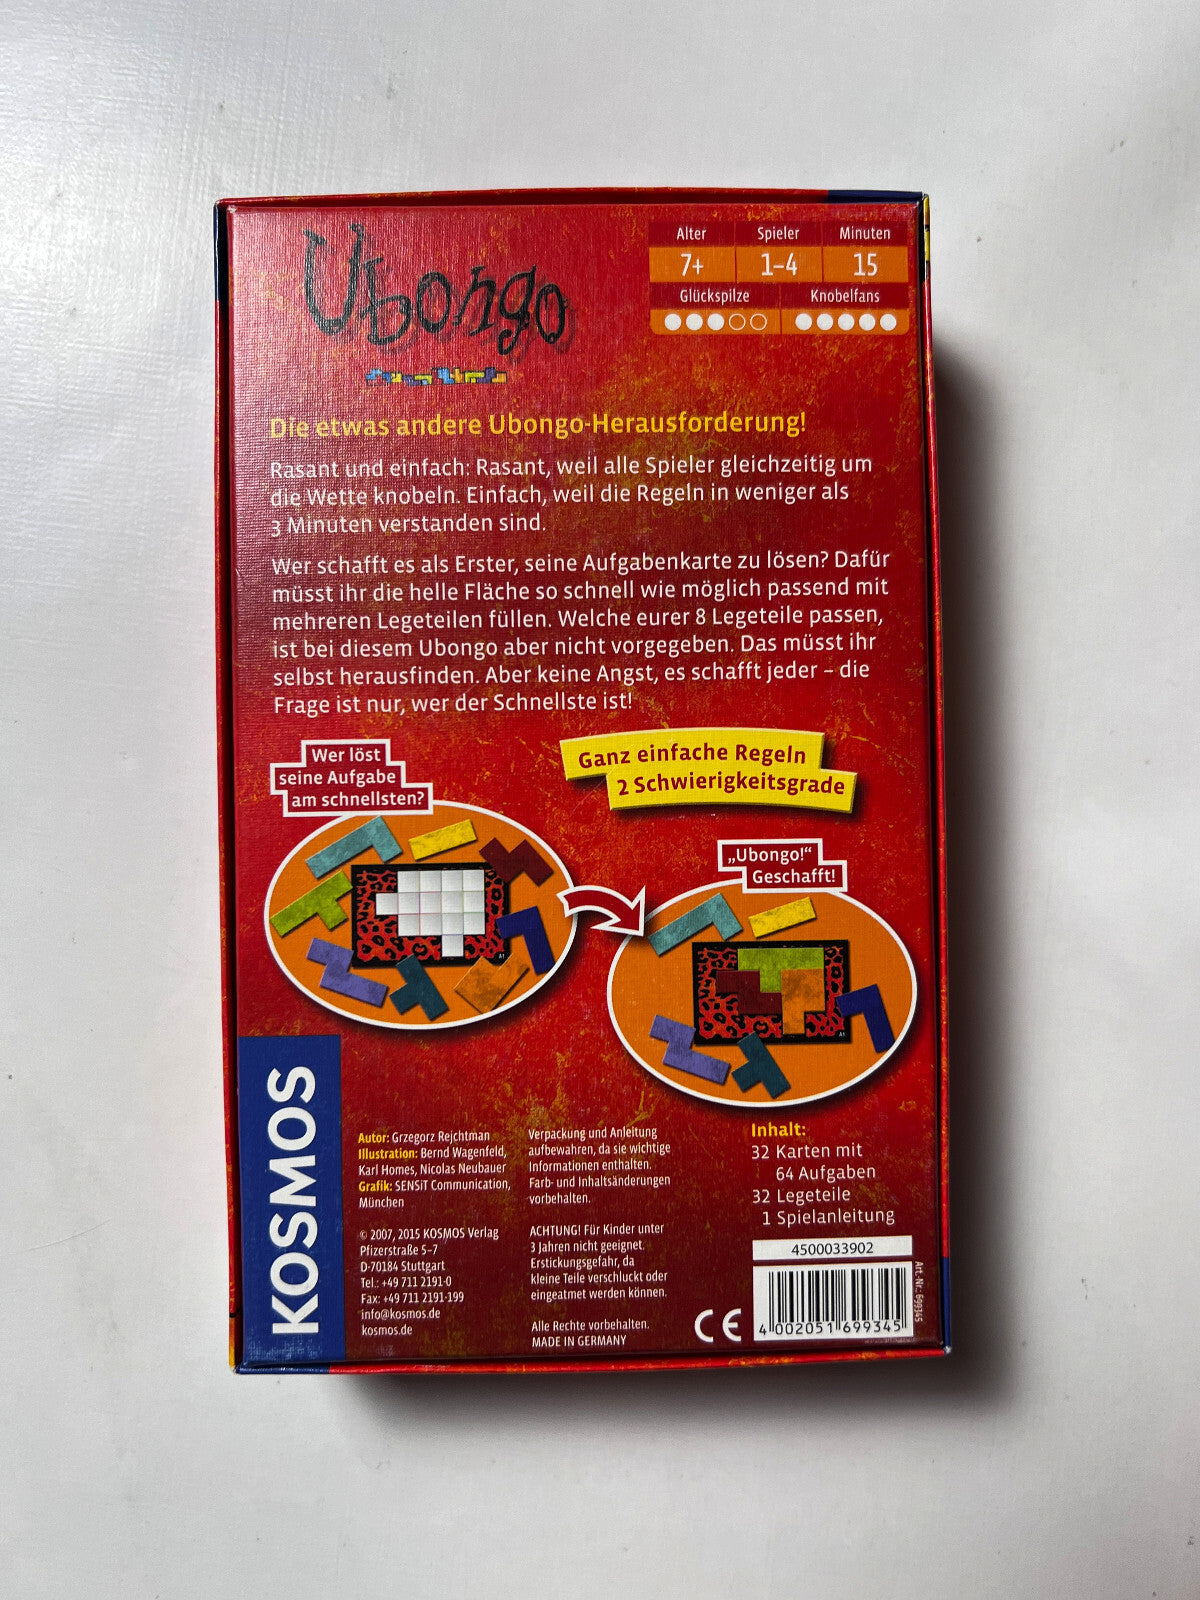 Ubongo
Alter Spieler Minuten
7+ 1–4 15
Glückspilze Knobelfans
Die etwas andere Ubongo-Herausforderung!
Rasant und einfach: Rasant, weil alle Spieler gleichzeitig um
die Wette knobeln. Einfach, weil die Regeln in weniger als
3 Minuten verstanden sind.
Wer schafft es als Erster, seine Aufgabenkarte zu lösen? Dafür
müsst ihr die helle Fläche so schnell wie möglich passend mit
mehreren Legeteilen füllen. Welche eurer 8 Legeteile passen,
ist bei diesem Ubongo aber nicht vorgegeben. Das müsst ihr
selbst herausfinden. Aber keine Angst, es schafft jeder – die
Frage ist nur, wer der Schnellste ist!
Wer löst
seine Aufgabe
am schnellsten?
Ganz einfache Regeln
2 Schwierigkeitsgrade
„Ubongo!“
Geschafft!
A1
A1
KOSMOS
Autor: Grzegorz Rejchtman
Illustration: Bernd Wagenfeld,
Karl Homes, Nicolas Neubauer
Grafik: SENSiT Communication,
München
© 2007, 2015 KOSMOS Verlag
Pfizerstraße 5–7
D-70184 Stuttgart
Tel.: +49 711 2191-0
Fax: +49 711 2191-199
info@kosmos.de
kosmos.de
Verpackung und Anleitung
aufbewahren, da sie wichtige
Informationen enthalten.
Farb- und Inhaltsänderungen
vorbehalten.
ACHTUNG! Für Kinder unter
3 Jahren nicht geeignet.
Erstickungsgefahr, da
kleine Teile verschluckt oder
eingeatmet werden können.
Alle Rechte vorbehalten.
MADE IN GERMANY
Inhalt:
32 Karten mit
64 Aufgaben
32 Legeteile
1 Spielanleitung
4500033902
Art.-Nr.: 699345
CE
4 002051 699345